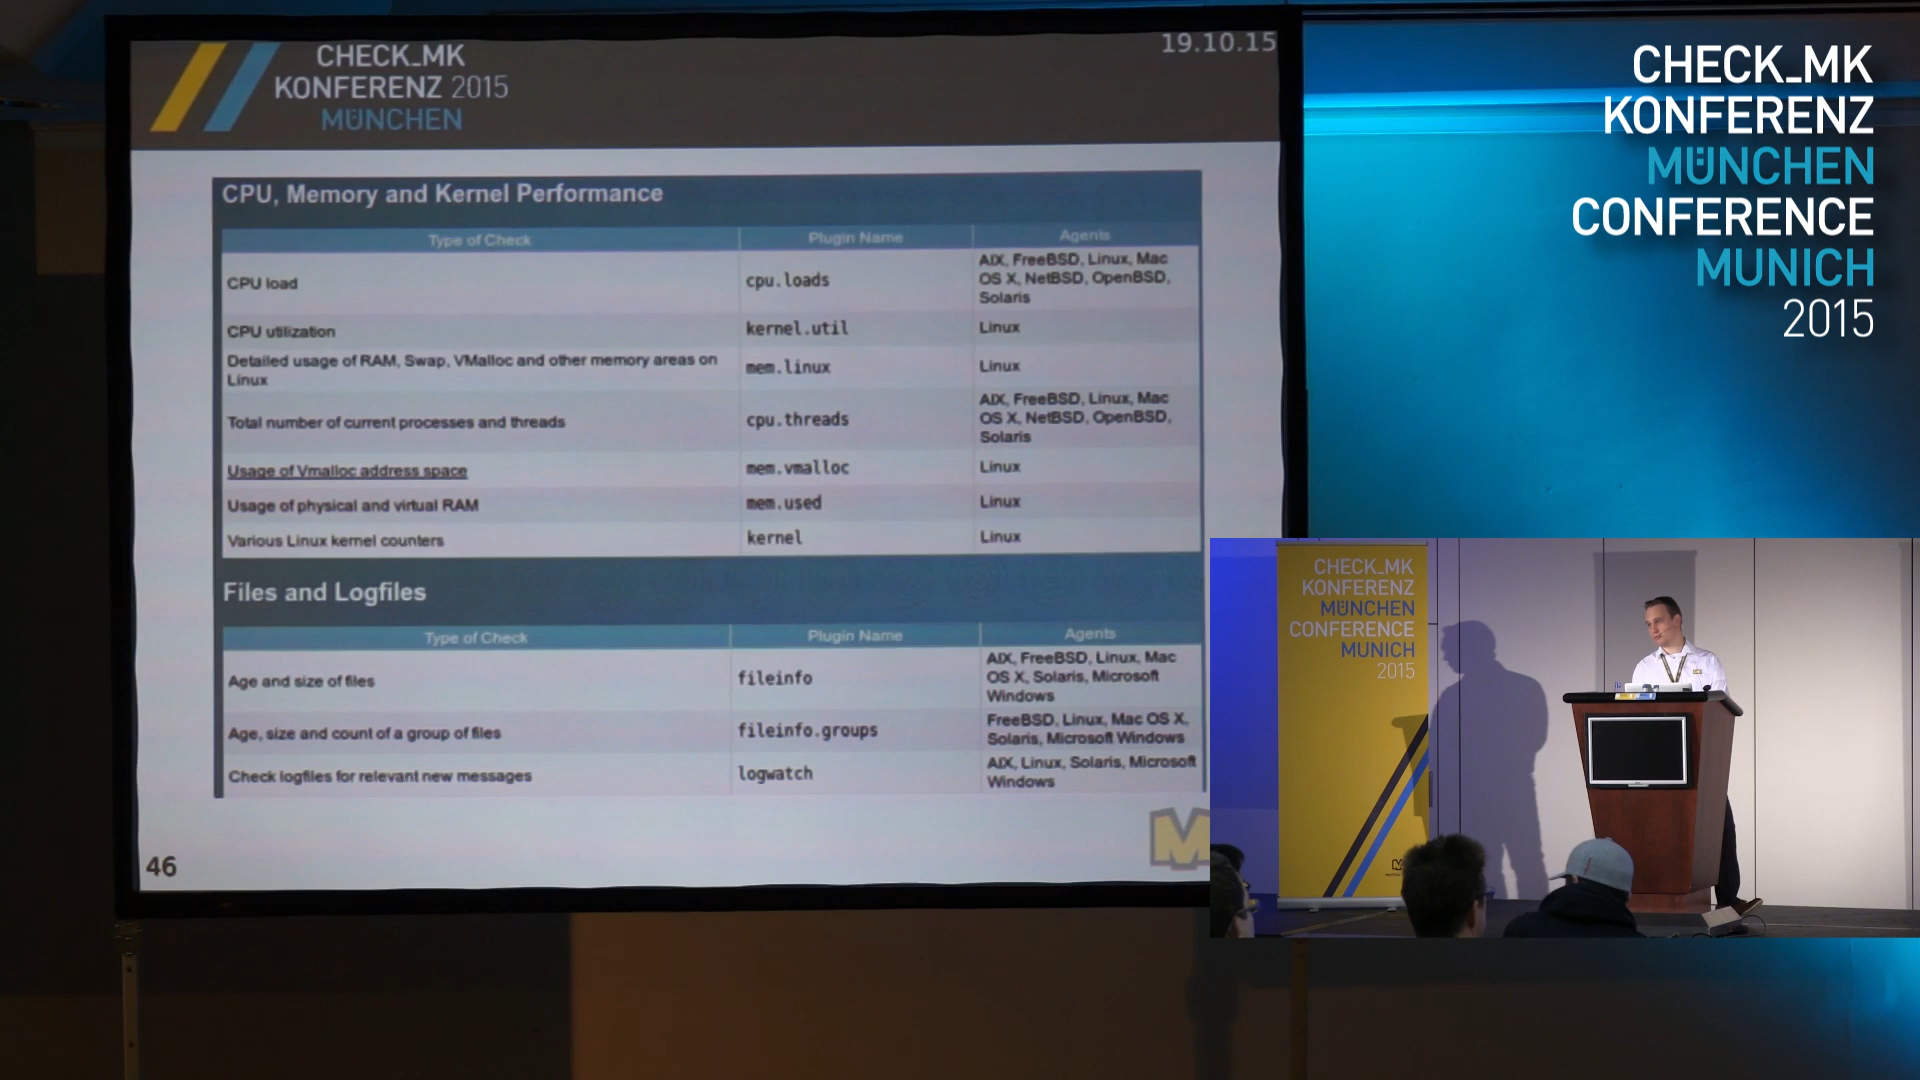 CHECK_MK
KONFERENZ 2015
MÜNCHEN
19.10.15
CPU, Memory and Kernel Performance
Type of Check Plugin Name Agents
CPU load cpu.loads AIX, FreeBSD, Linux, Mac
OS X, NetBSD, OpenBSD,
Solaris
CPU utilization kernel.util Linux
Detailed usage of RAM, Swap, VMalloc and other memory areas on
Linux mem.linux Linux
Total number of current processes and threads cpu.threads AIX, FreeBSD, Linux, Mac
OS X, NetBSD, OpenBSD,
Solaris
Usage of Vmalloc address space mem.vmalloc Linux
Usage of physical and virtual RAM mem.used Linux
Various Linux kernel counters kernel Linux
Files and Logfiles
Type of Check Plugin Name Agents
Age and size of files fileinfo AIX, FreeBSD, Linux, Mac
OS X, Solaris, Microsoft
Windows
Age, size and count of a group of files fileinfo.groups FreeBSD, Linux, Mac OS X,
Solaris, Microsoft Windows
Check logfiles for relevant new messages logwatch AIX, Linux, Solaris, Microsoft
Windows
46
M
CHECK_MK
KONFERENZ
MÜNCHEN
CONFERENCE
MUNICH
2015
CHECK_MK
KONFERENZ
MÜNCHEN
CONFERENCE
MUNICH
2015